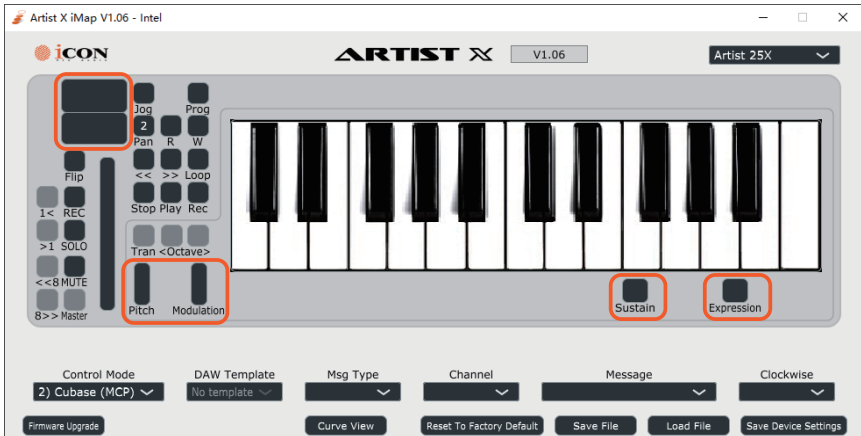 Artist X iMap V1.06 - Intel
iCON
ARTIST X
V1.06
Artist 25X
Jog
Prog
2
Pan R W
Flip
<< >> Loop
1< REC
Stop Play Rec
>1 SOLO
Tran <Octave>
<<8 MUTE
8>> Master
Pitch
Modulation
Sustain
Expression
Control Mode
DAW Template
Msg Type
Channel
Message
Clockwise
2) Cubase (MCP)
No template
Firmware Upgrade
Curve View
Reset To Factory Default
Save File
Load File
Save Device Settings